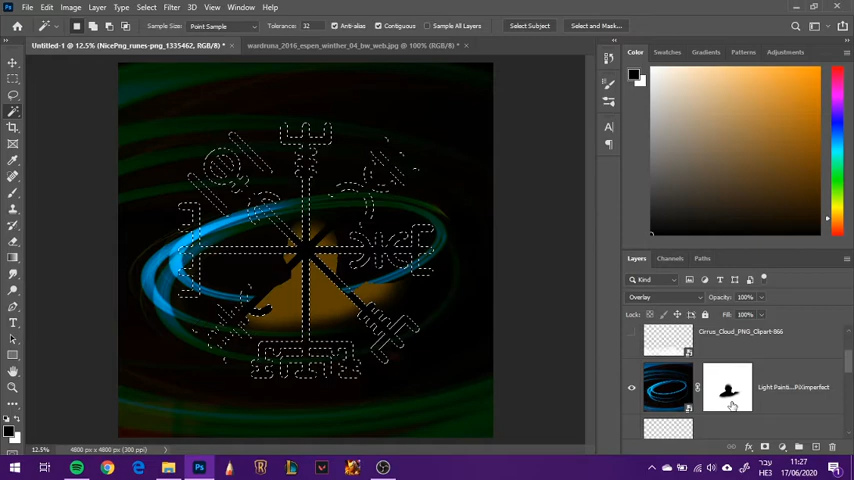 Ps File Edit Image Layer Type Select Filter 3D View Window Help
Sample Size: Point Sample Tolerance: 32 Anti-alias Contiguous Sample All Layers Select Subject Select and Mask...
Untitled-1 @ 12.5% (NicePng_runes-png_1335462, RGB/8) * × wardruna_2016_espen_winther_04_bw_web.jpg @ 100% (RGB/8) * ×
Color Swatches Gradients Patterns Adjustments
Layers Channels Paths
Kind
Overlay Opacity: 100%
Lock: Fill: 100%
Cirrus_Cloud_PNG_Clipart-866
Light Painti...PiXimperfect
12.5% 4800 px x 4800 px (300 ppi)
עבר 11:27
HE3 17/06/2020